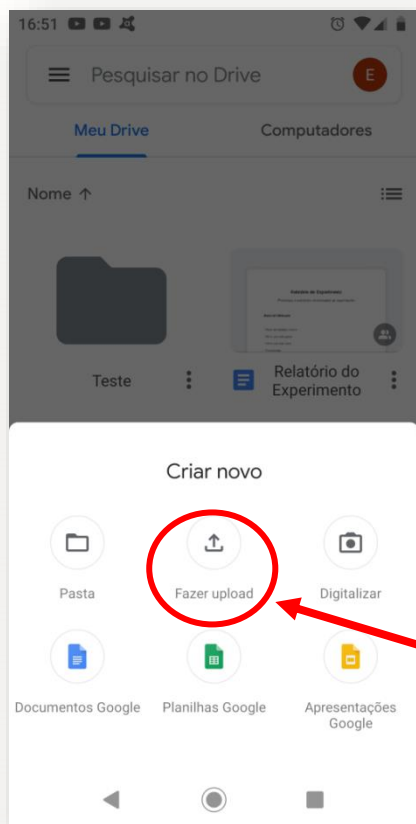 16:51
Pesquisar no Drive
E
Meu Drive
Computadores
Nome
Teste
Relatório do
Experimento
Criar novo
Pasta
Fazer upload
Digitalizar
Documentos Google
Planilhas Google
Apresentações
Google